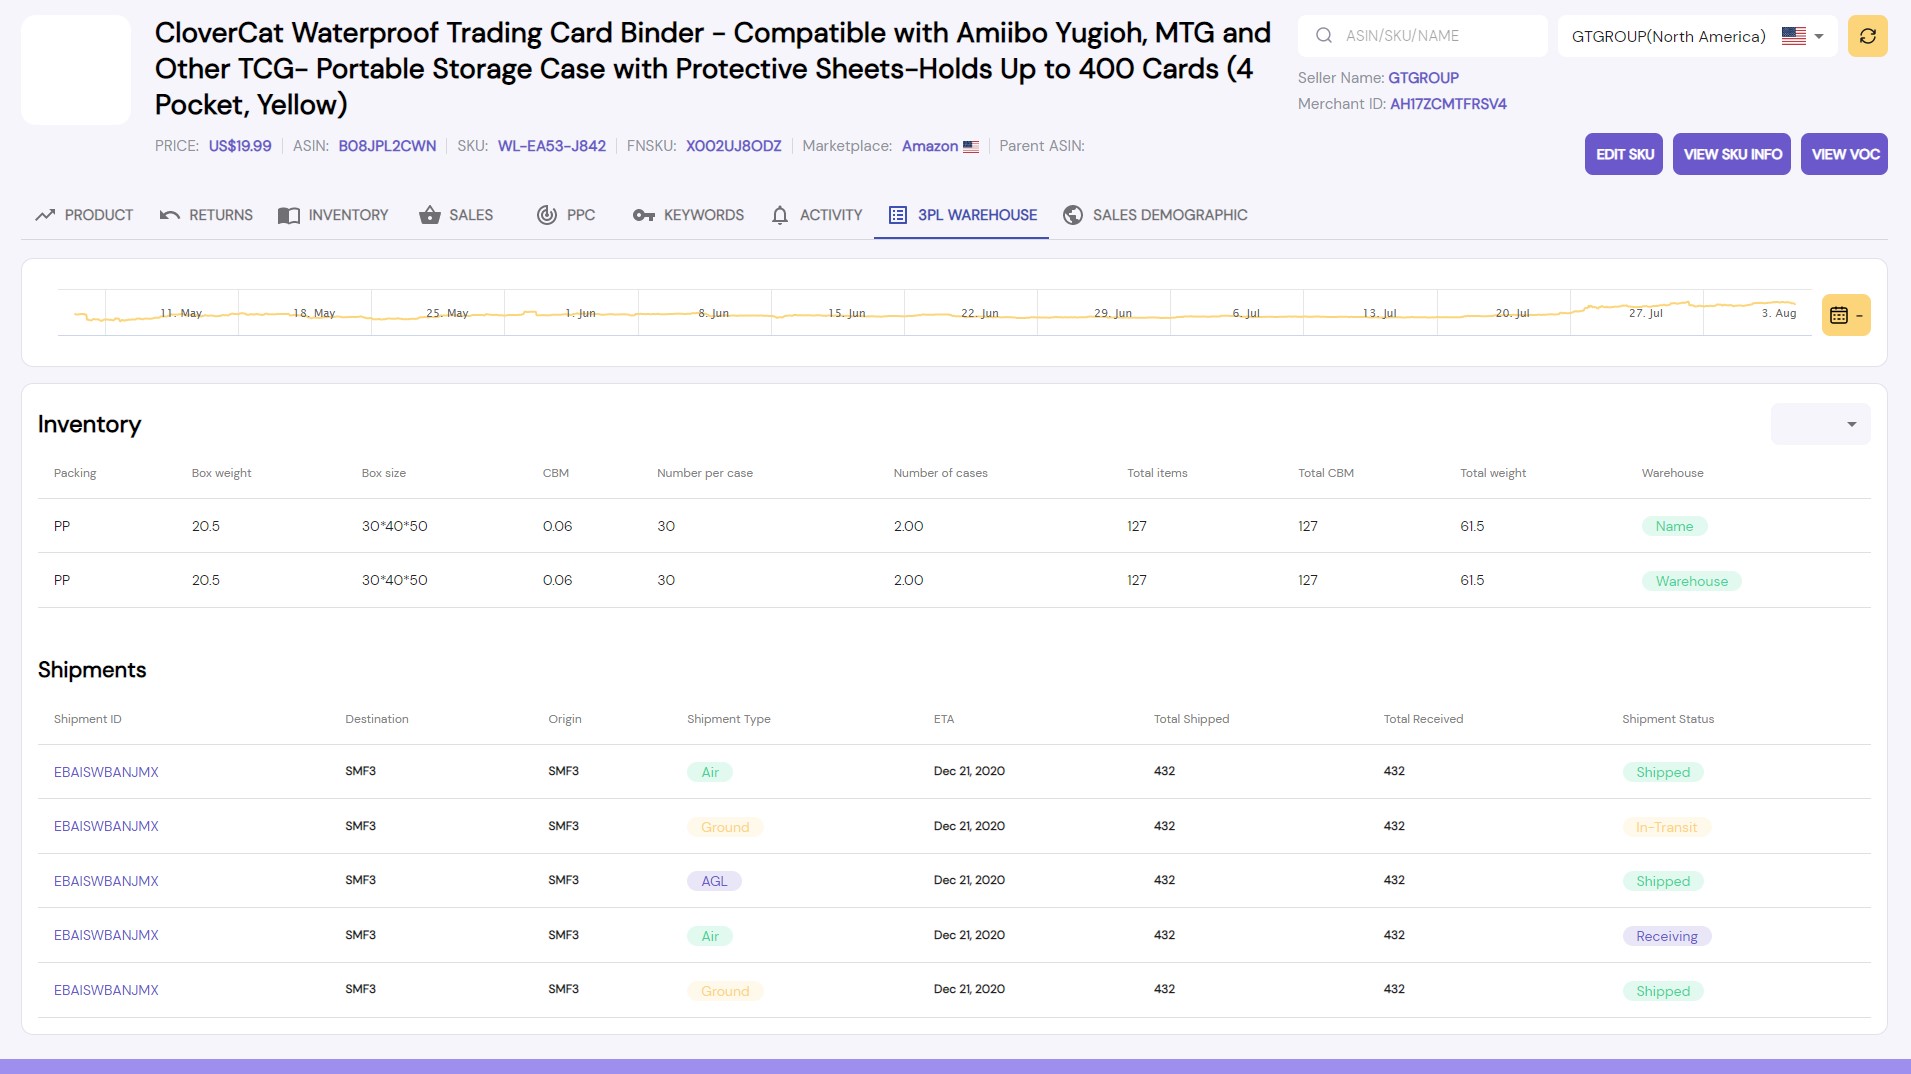 CloverCat Waterproof Trading Card Binder - Compatible with Amiibo Yugioh, MTG and
Other TCG- Portable Storage Case with Protective Sheets-Holds Up to 400 Cards (4
Pocket, Yellow)
PRICE: US$19.99 ASIN: B08JPL2CWN SKU: WL-EA53-J842 FNSKU: X002UJ8ODZ Marketplace: Amazon Parent ASIN:
ASIN/SKU/NAME GTGROUP(North America)
Seller Name: GTGROUP
Merchant ID: AH17ZCMTFRSV4
EDIT SKU VIEW SKU INFO VIEW VOC
PRODUCT RETURNS INVENTORY SALES PPC KEYWORDS ACTIVITY 3PL WAREHOUSE SALES DEMOGRAPHIC
11. May 18. May 25. May 1. Jun 8. Jun 15. Jun 22. Jun 29. Jun 6. Jul 13. Jul 20. Jul 27. Jul 3. Aug -
Inventory
Packing Box weight Box size CBM Number per case Number of cases Total items Total CBM Total weight Warehouse
PP 20.5 30*40*50 0.06 30 2.00 127 127 61.5 Name
PP 20.5 30*40*50 0.06 30 2.00 127 127 61.5 Warehouse
Shipments
Shipment ID Destination Origin Shipment Type ETA Total Shipped Total Received Shipment Status
EBAISWBANJMX SMF3 SMF3 Air Dec 21, 2020 432 432 Shipped
EBAISWBANJMX SMF3 SMF3 Ground Dec 21, 2020 432 432 In-Transit
EBAISWBANJMX SMF3 SMF3 AGL Dec 21, 2020 432 432 Shipped
EBAISWBANJMX SMF3 SMF3 Air Dec 21, 2020 432 432 Receiving
EBAISWBANJMX SMF3 SMF3 Ground Dec 21, 2020 432 432 Shipped